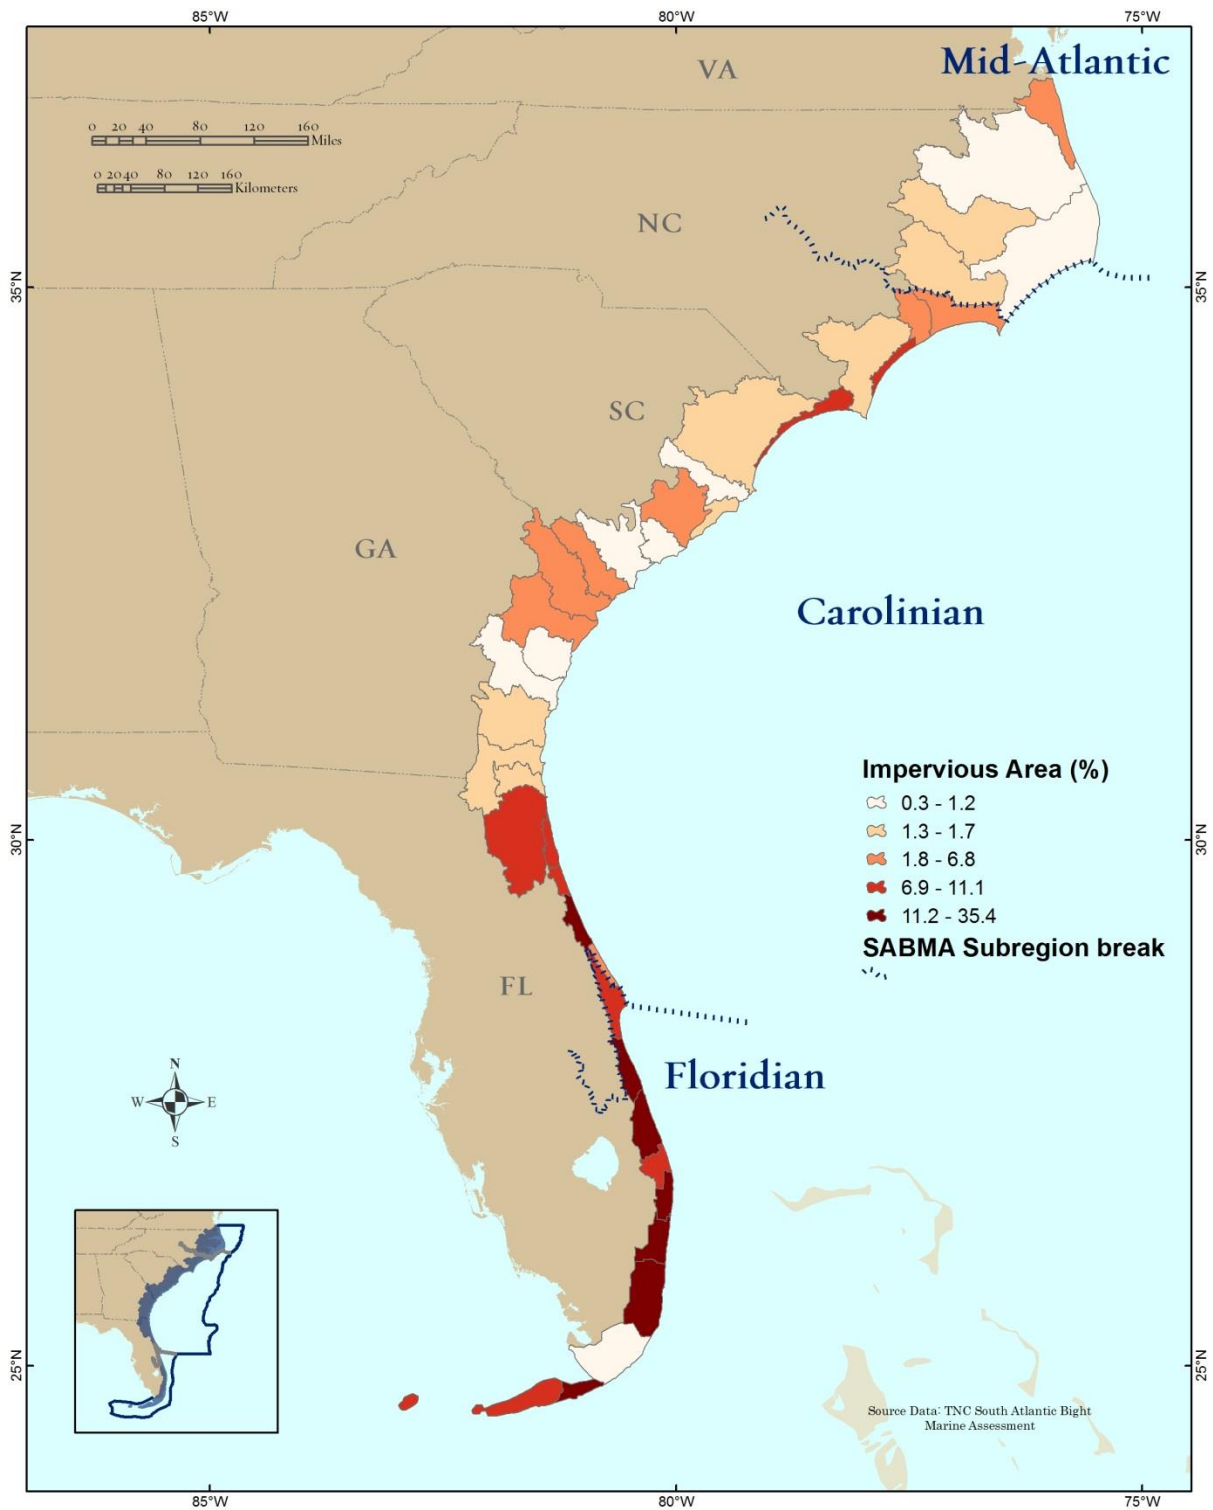 85°W 80°W 75°W
Mid-Atlantic
VA
0 20 40 80 120 160
Miles
0 20 40 80 120 160
Kilometers
NC
35°N 35°N
SC
GA
Carolinian
Impervious Area (%)
0.3 - 1.2
1.3 - 1.7
1.8 - 6.8
6.9 - 11.1
11.2 - 35.4
SABMA Subregion break
30°N 30°N
FL
Floridian
N
W E
S
25°N 25°N
Source Data: TNC South Atlantic Bight
Marine Assessment
85°W 80°W 75°W